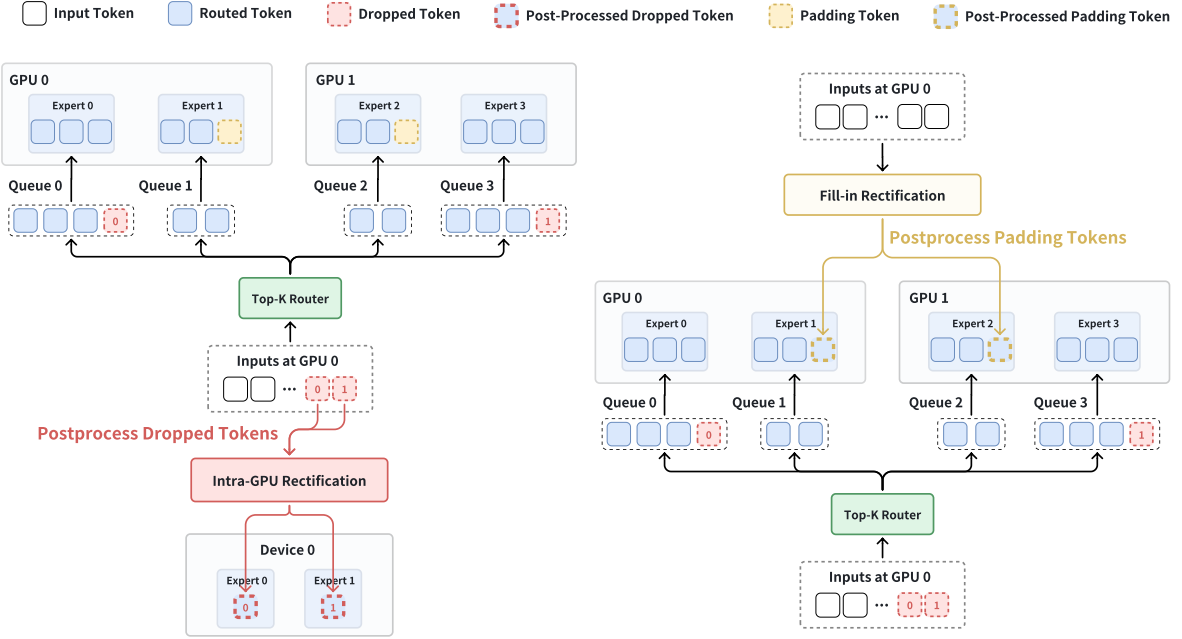 Input Token
Routed Token
Dropped Token
Post-Processed Dropped Token
Padding Token
Post-Processed Padding Token
GPU 0
Expert 0
Expert 1
GPU 1
Expert 2
Expert 3
Queue 0
Queue 1
Queue 2
Queue 3
0
1
Top-K Router
Inputs at GPU 0
...
0
1
Postprocess Dropped Tokens
Intra-GPU Rectification
Device 0
Expert 0
Expert 1
0
1
Inputs at GPU 0
...
Fill-in Rectification
Postprocess Padding Tokens
GPU 0
Expert 0
Expert 1
GPU 1
Expert 2
Expert 3
Queue 0
Queue 1
Queue 2
Queue 3
0
1
Top-K Router
Inputs at GPU 0
...
0
1